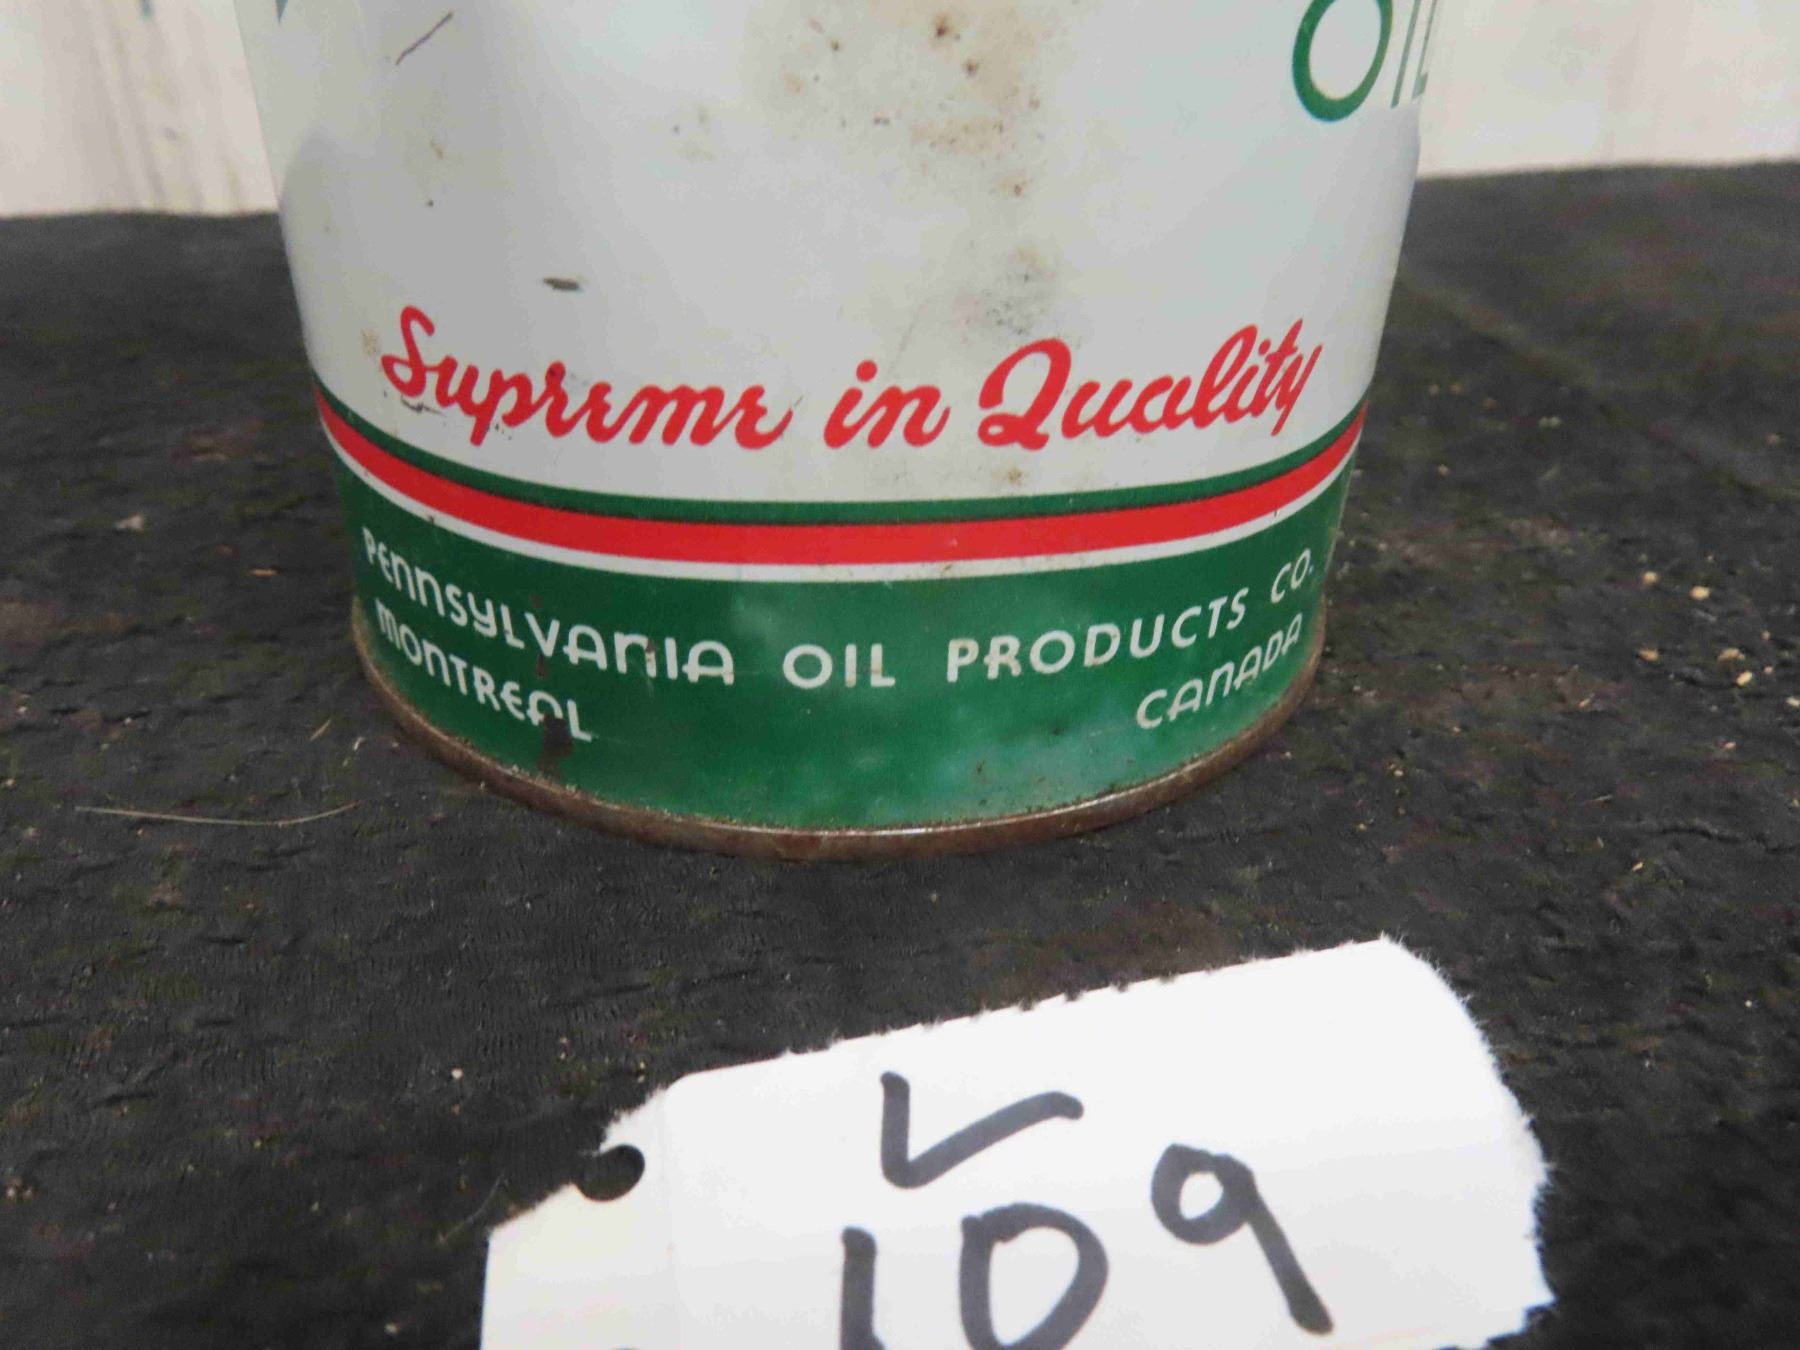 OIL
Supreme in Quality
PENNSYLVANIA OIL PRODUCTS CO.
MONTREAL CANADA
L
109